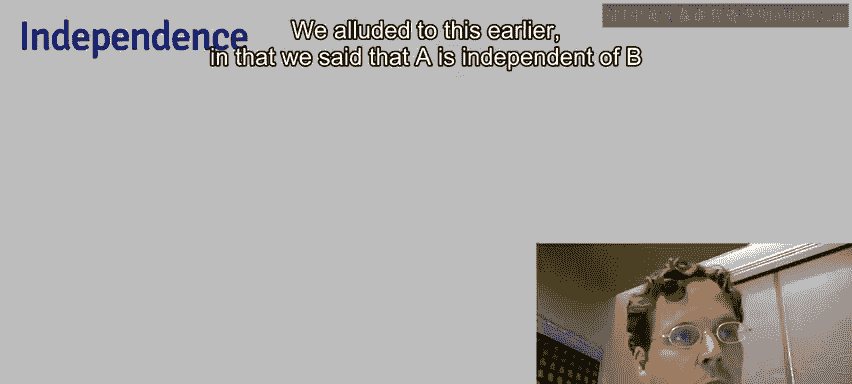 Independence
We alluded to this earlier,
in that we said that A is independent of B